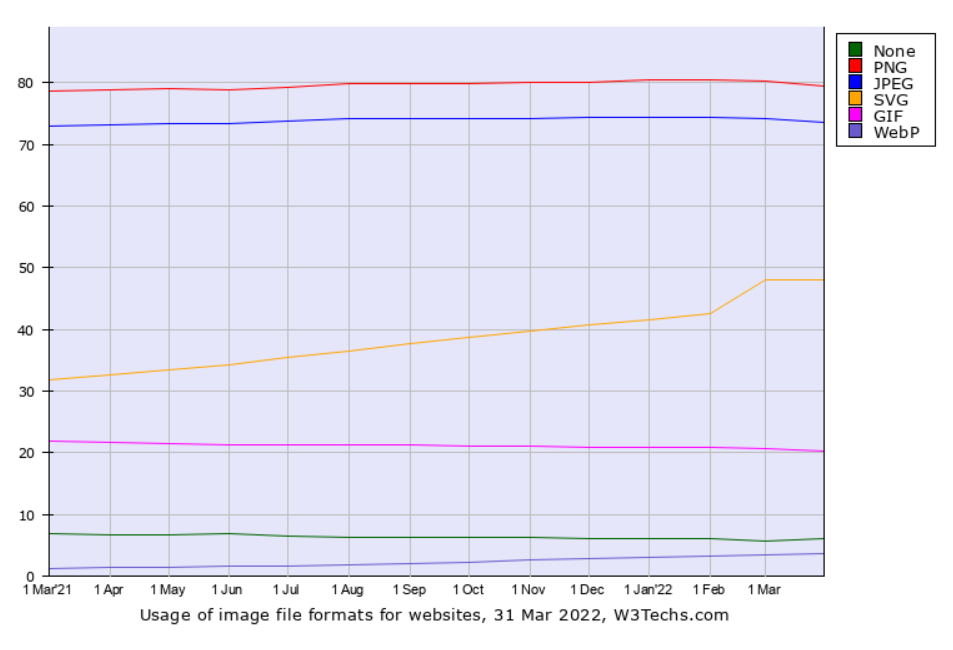 None
PNG
JPEG
SVG
GIF
WebP
80
70
60
50
40
30
20
10
0
1 Mar'21 1 Apr 1 May 1 Jun 1 Jul 1 Aug 1 Sep 1 Oct 1 Nov 1 Dec 1 Jan'22 1 Feb 1 Mar
Usage of image file formats for websites, 31 Mar 2022, W3Techs.com